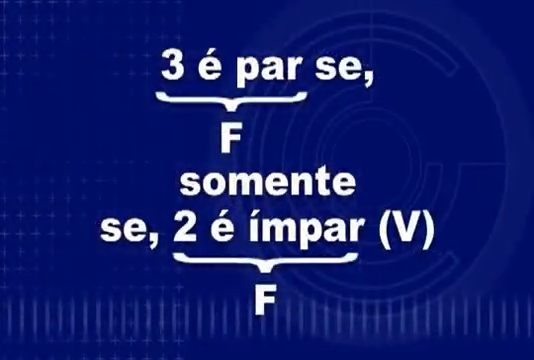 3 é par se,
F
somente
se, 2 é ímpar (V)
F